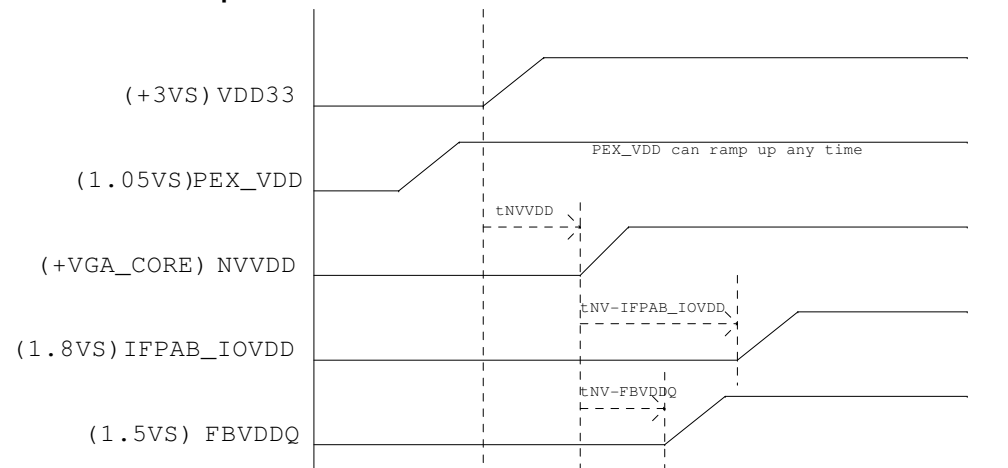 (+3VS) VDD33
PEX_VDD can ramp up any time
(1.05VS)PEX_VDD
tNVVDD
(+VGA_CORE) NVVDD
tNV-IFPAB_IOVDD
(1.8VS)IFPAB_IOVDD
tNV-FBVDDQ
(1.5VS) FBVDDQ